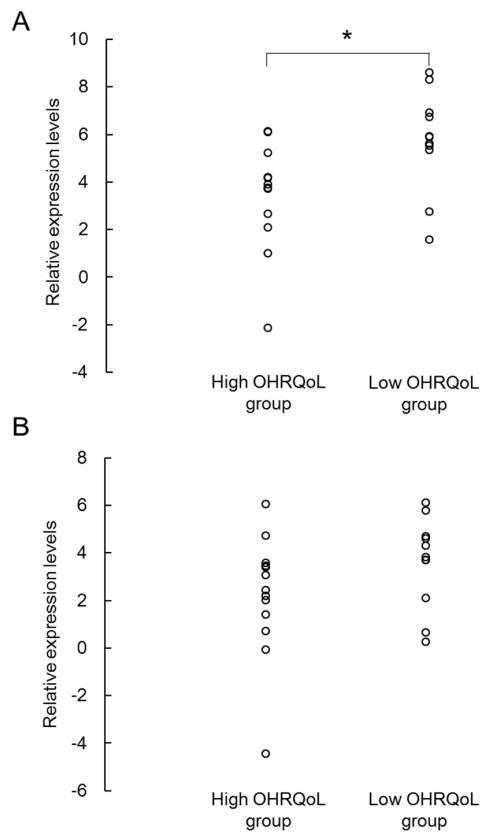 A
*
10
8
6
4
2
0
-2
-4
Relative expression levels
High OHRQoL
group
Low OHRQoL
group
B
8
6
4
2
0
-2
-4
-6
Relative expression levels
High OHRQoL
group
Low OHRQoL
group